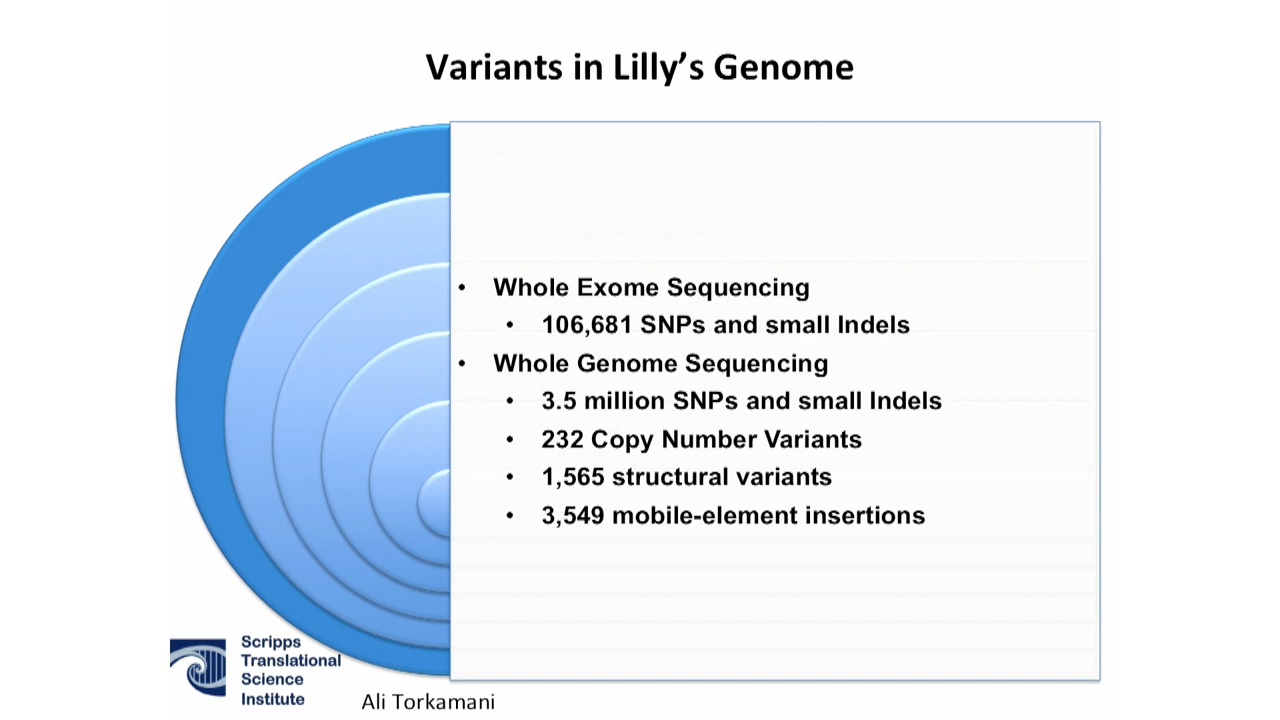 Variants in Lilly's Genome
• Whole Exome Sequencing
• 106,681 SNPs and small Indels
• Whole Genome Sequencing
• 3.5 million SNPs and small Indels
• 232 Copy Number Variants
• 1,565 structural variants
• 3,549 mobile-element insertions
Scripps
Translational
Science
Institute
Ali Torkamani